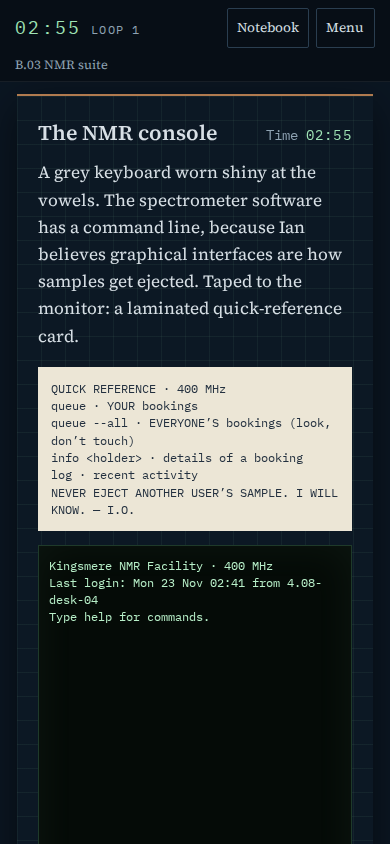 02:55 LOOP 1 Notebook Menu
B.03 NMR suite
The NMR console Time 02:55
A grey keyboard worn shiny at the
vowels. The spectrometer software
has a command line, because Ian
believes graphical interfaces are how
samples get ejected. Taped to the
monitor: a laminated quick-reference
card.
QUICK REFERENCE · 400 MHz
queue · YOUR bookings
queue --all · EVERYONE’S bookings (look,
don’t touch)
info <holder> · details of a booking
log · recent activity
NEVER EJECT ANOTHER USER’S SAMPLE. I WILL
KNOW. — I.O.
Kingsmere NMR Facility · 400 MHz
Last login: Mon 23 Nov 02:41 from 4.08-
desk-04
Type help for commands.